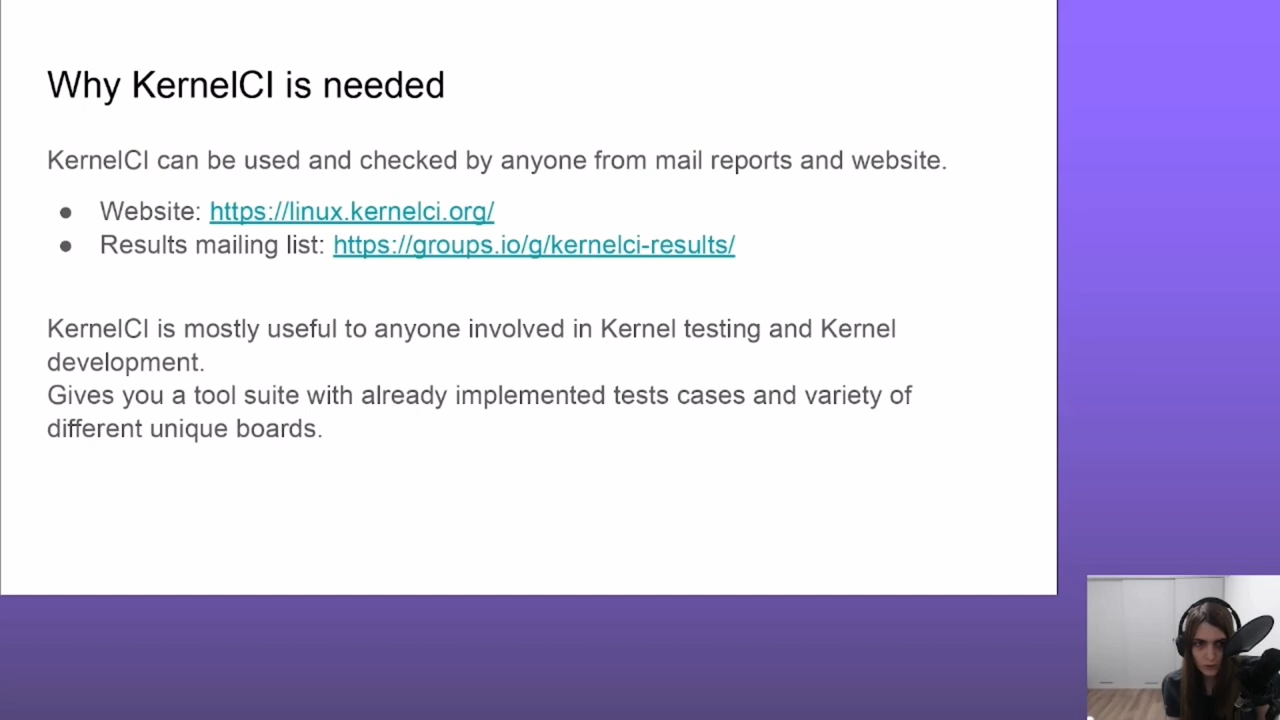 Why KernelCI is needed
KernelCI can be used and checked by anyone from mail reports and website.
● Website: https://linux.kernelci.org/
● Results mailing list: https://groups.io/g/kernelci-results/
KernelCI is mostly useful to anyone involved in Kernel testing and Kernel
development.
Gives you a tool suite with already implemented tests cases and variety of
different unique boards.